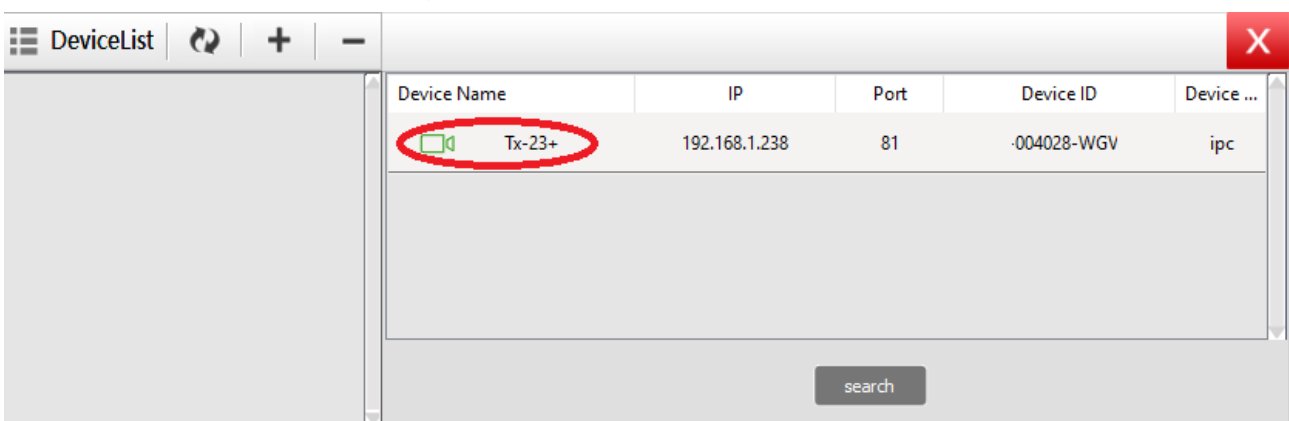 DeviceList
X
Device Name IP Port Device ID Device ...
Tx-23+ 192.168.1.238 81 -004028-WGV ipc
search